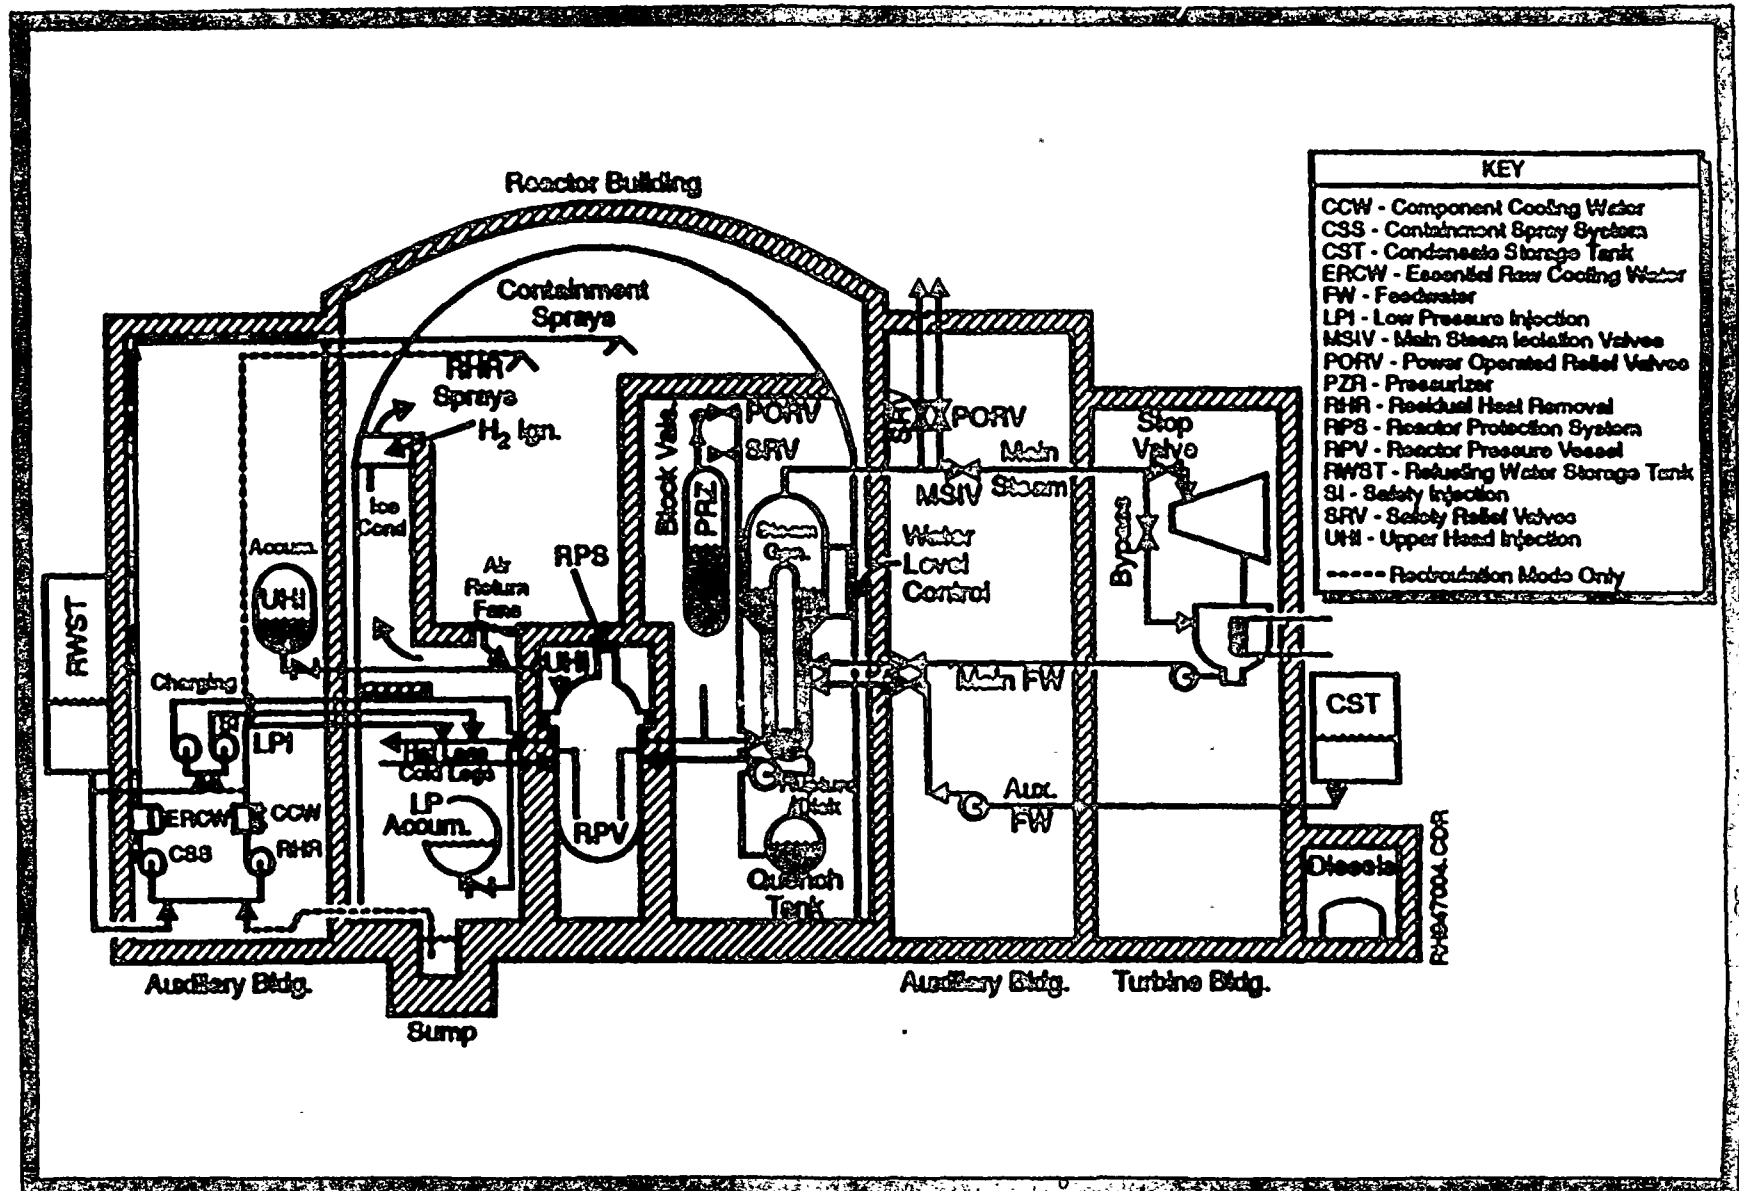 Reactor Building
KEY
CCW - Component Cooling Water
CSS - Containment Spray System
CST - Condensate Storage Tank
ERCW - Essential Raw Cooling Water
FW - Feedwater
LPI - Low Pressure Injection
MSIV - Main Steam Isolation Valves
PORV - Power Operated Relief Valves
PZR - Pressurizer
RHR - Residual Heat Removal
RPS - Reactor Protection System
RPV - Reactor Pressure Vessel
RWST - Refueling Water Storage Tank
SI - Safety Injection
SRV - Safety Relief Valves
UHI - Upper Head Injection
----- Recirculation Mode Only
Containment
Sprays
RHR
Sprays
H2 Ign.
Ice
Cond
Block Valve
PORV
SRV
PRZ
Steam
Gen.
SRV
PORV
MSIV
Main
Steam
Stop
Valve
Bypass
Water
Level
Control
Accum.
UHI
RWST
Air
Return
Fans
RPS
UHI
Charging
LPI
Hot Legs
Cold Legs
LP
Accum.
RPV
Rupture
Disk
Quench
Tank
Main FW
Aux.
FW
CST
ERCW
CCW
CSS
RHR
Diesels
RX947004.CDR
Auxiliary Bldg.
Sump
Auxiliary Bldg.
Turbine Bldg.